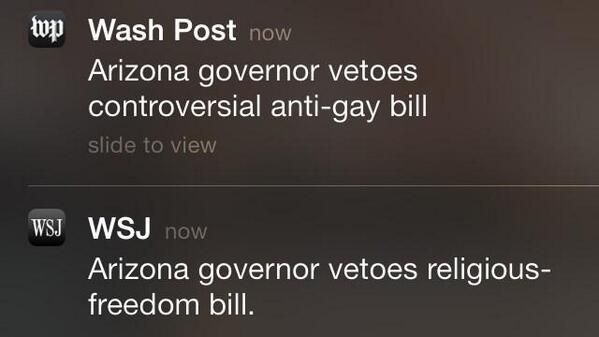 wp Wash Post now
Arizona governor vetoes
controversial anti-gay bill
slide to view
WSJ WSJ now
Arizona governor vetoes religious-
freedom bill.